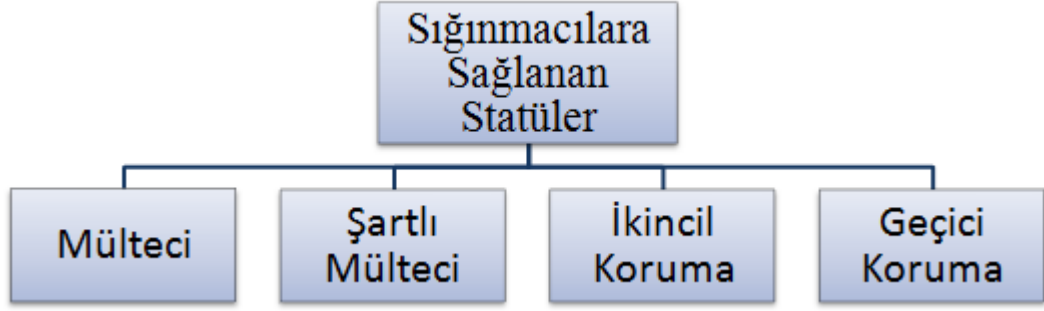 Sığınmacılara
Sağlanan
Statüler
Mülteci
Şartlı
Mülteci
İkincil
Koruma
Geçici
Koruma